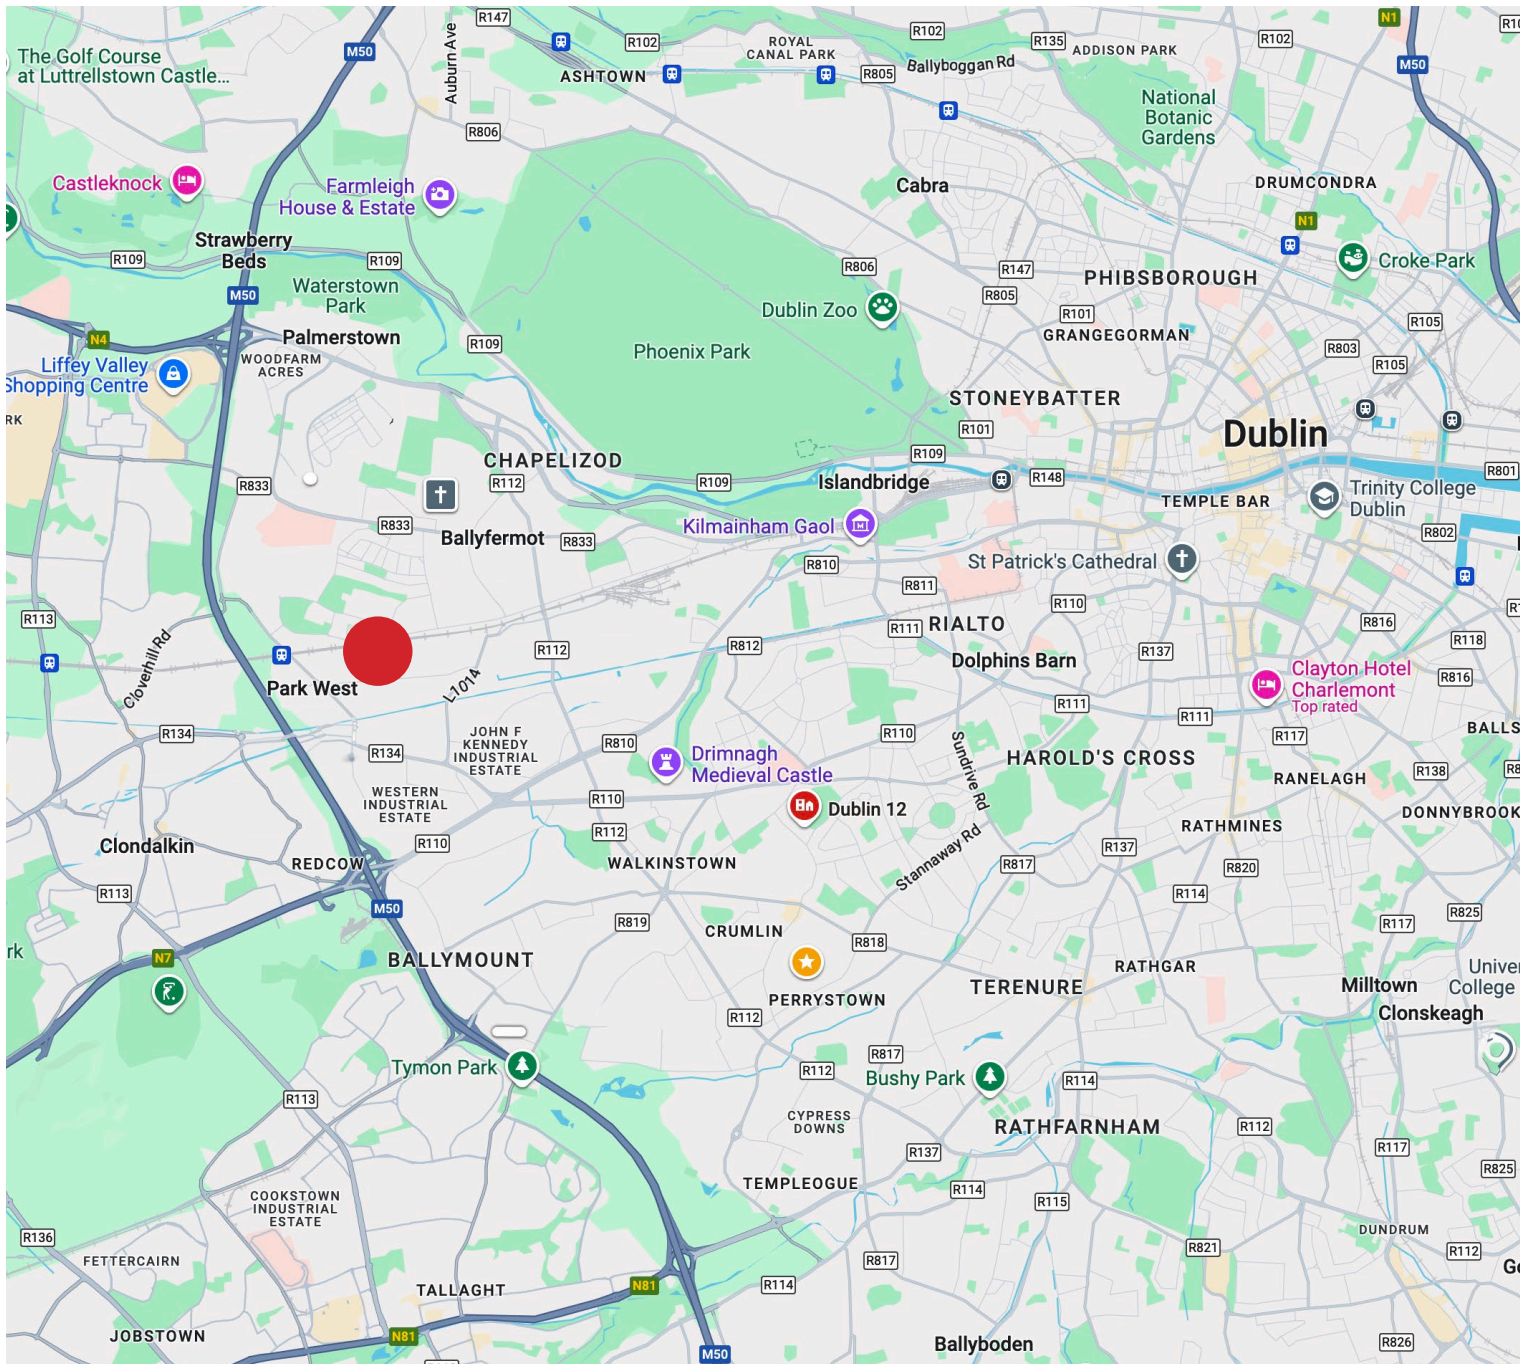 R147
M50
R102
ROYAL
CANAL PARK
R102
R135
ADDISON PARK
R102
N1
The Golf Course
at Luttrellstown Castle...
Auburn Ave
ASHTOWN
R805
Ballyboggan Rd
M50
National
Botanic
Gardens
R806
Castleknock
Farmleigh
House & Estate
Cabra
DRUMCONDRA
N1
Strawberry
Beds
R109
R109
R806
R147
PHIBSBOROUGH
Croke Park
M50
Waterstown
Park
Dublin Zoo
R805
R101
R105
N4
Palmerstown
R109
Phoenix Park
GRANGEGORMAN
R803
R105
WOODFARM
ACRES
Liffey Valley
Shopping Centre
STONEYBATTER
Dublin
R101
CHAPELIZOD
R109
R801
R833
R112
R109
Islandbridge
R148
TEMPLE BAR
Trinity College
Dublin
R833
Ballyfermot
R833
Kilmainham Gaol
R802
R810
St Patrick's Cathedral
R811
R110
R113
R111
RIALTO
R816
R118
Cloverhill Rd
R112
R812
Dolphins Barn
R137
Clayton Hotel
Charlemont
Top rated
R816
Park West
L1014
R111
R111
R134
R134
JOHN F
KENNEDY
INDUSTRIAL
ESTATE
R810
R110
Sundrive Rd
R117
HAROLD'S CROSS
Drimnagh
Medieval Castle
R138
RANELAGH
WESTERN
INDUSTRIAL
ESTATE
R110
Dublin 12
DONNYBROOK
R112
RATHMINES
Clondalkin
R110
REDCOW
WALKINSTOWN
Stannaway Rd
R817
R137
R820
R113
R114
M50
R819
CRUMLIN
R818
R117
R825
N7
BALLYMOUNT
RATHGAR
PERRYSTOWN
TERENURE
Milltown
Clonskeagh
R112
Tymon Park
R817
R112
Bushy Park
R114
R113
CYPRESS
DOWNS
RATHFARNHAM
R112
R137
R117
R825
TEMPLEOGUE
R114
R115
COOKSTOWN
INDUSTRIAL
ESTATE
R136
DUNDRUM
R821
R112
FETTERCAIRN
R817
TALLAGHT
N81
R114
JOBSTOWN
N81
M50
Ballyboden
R826